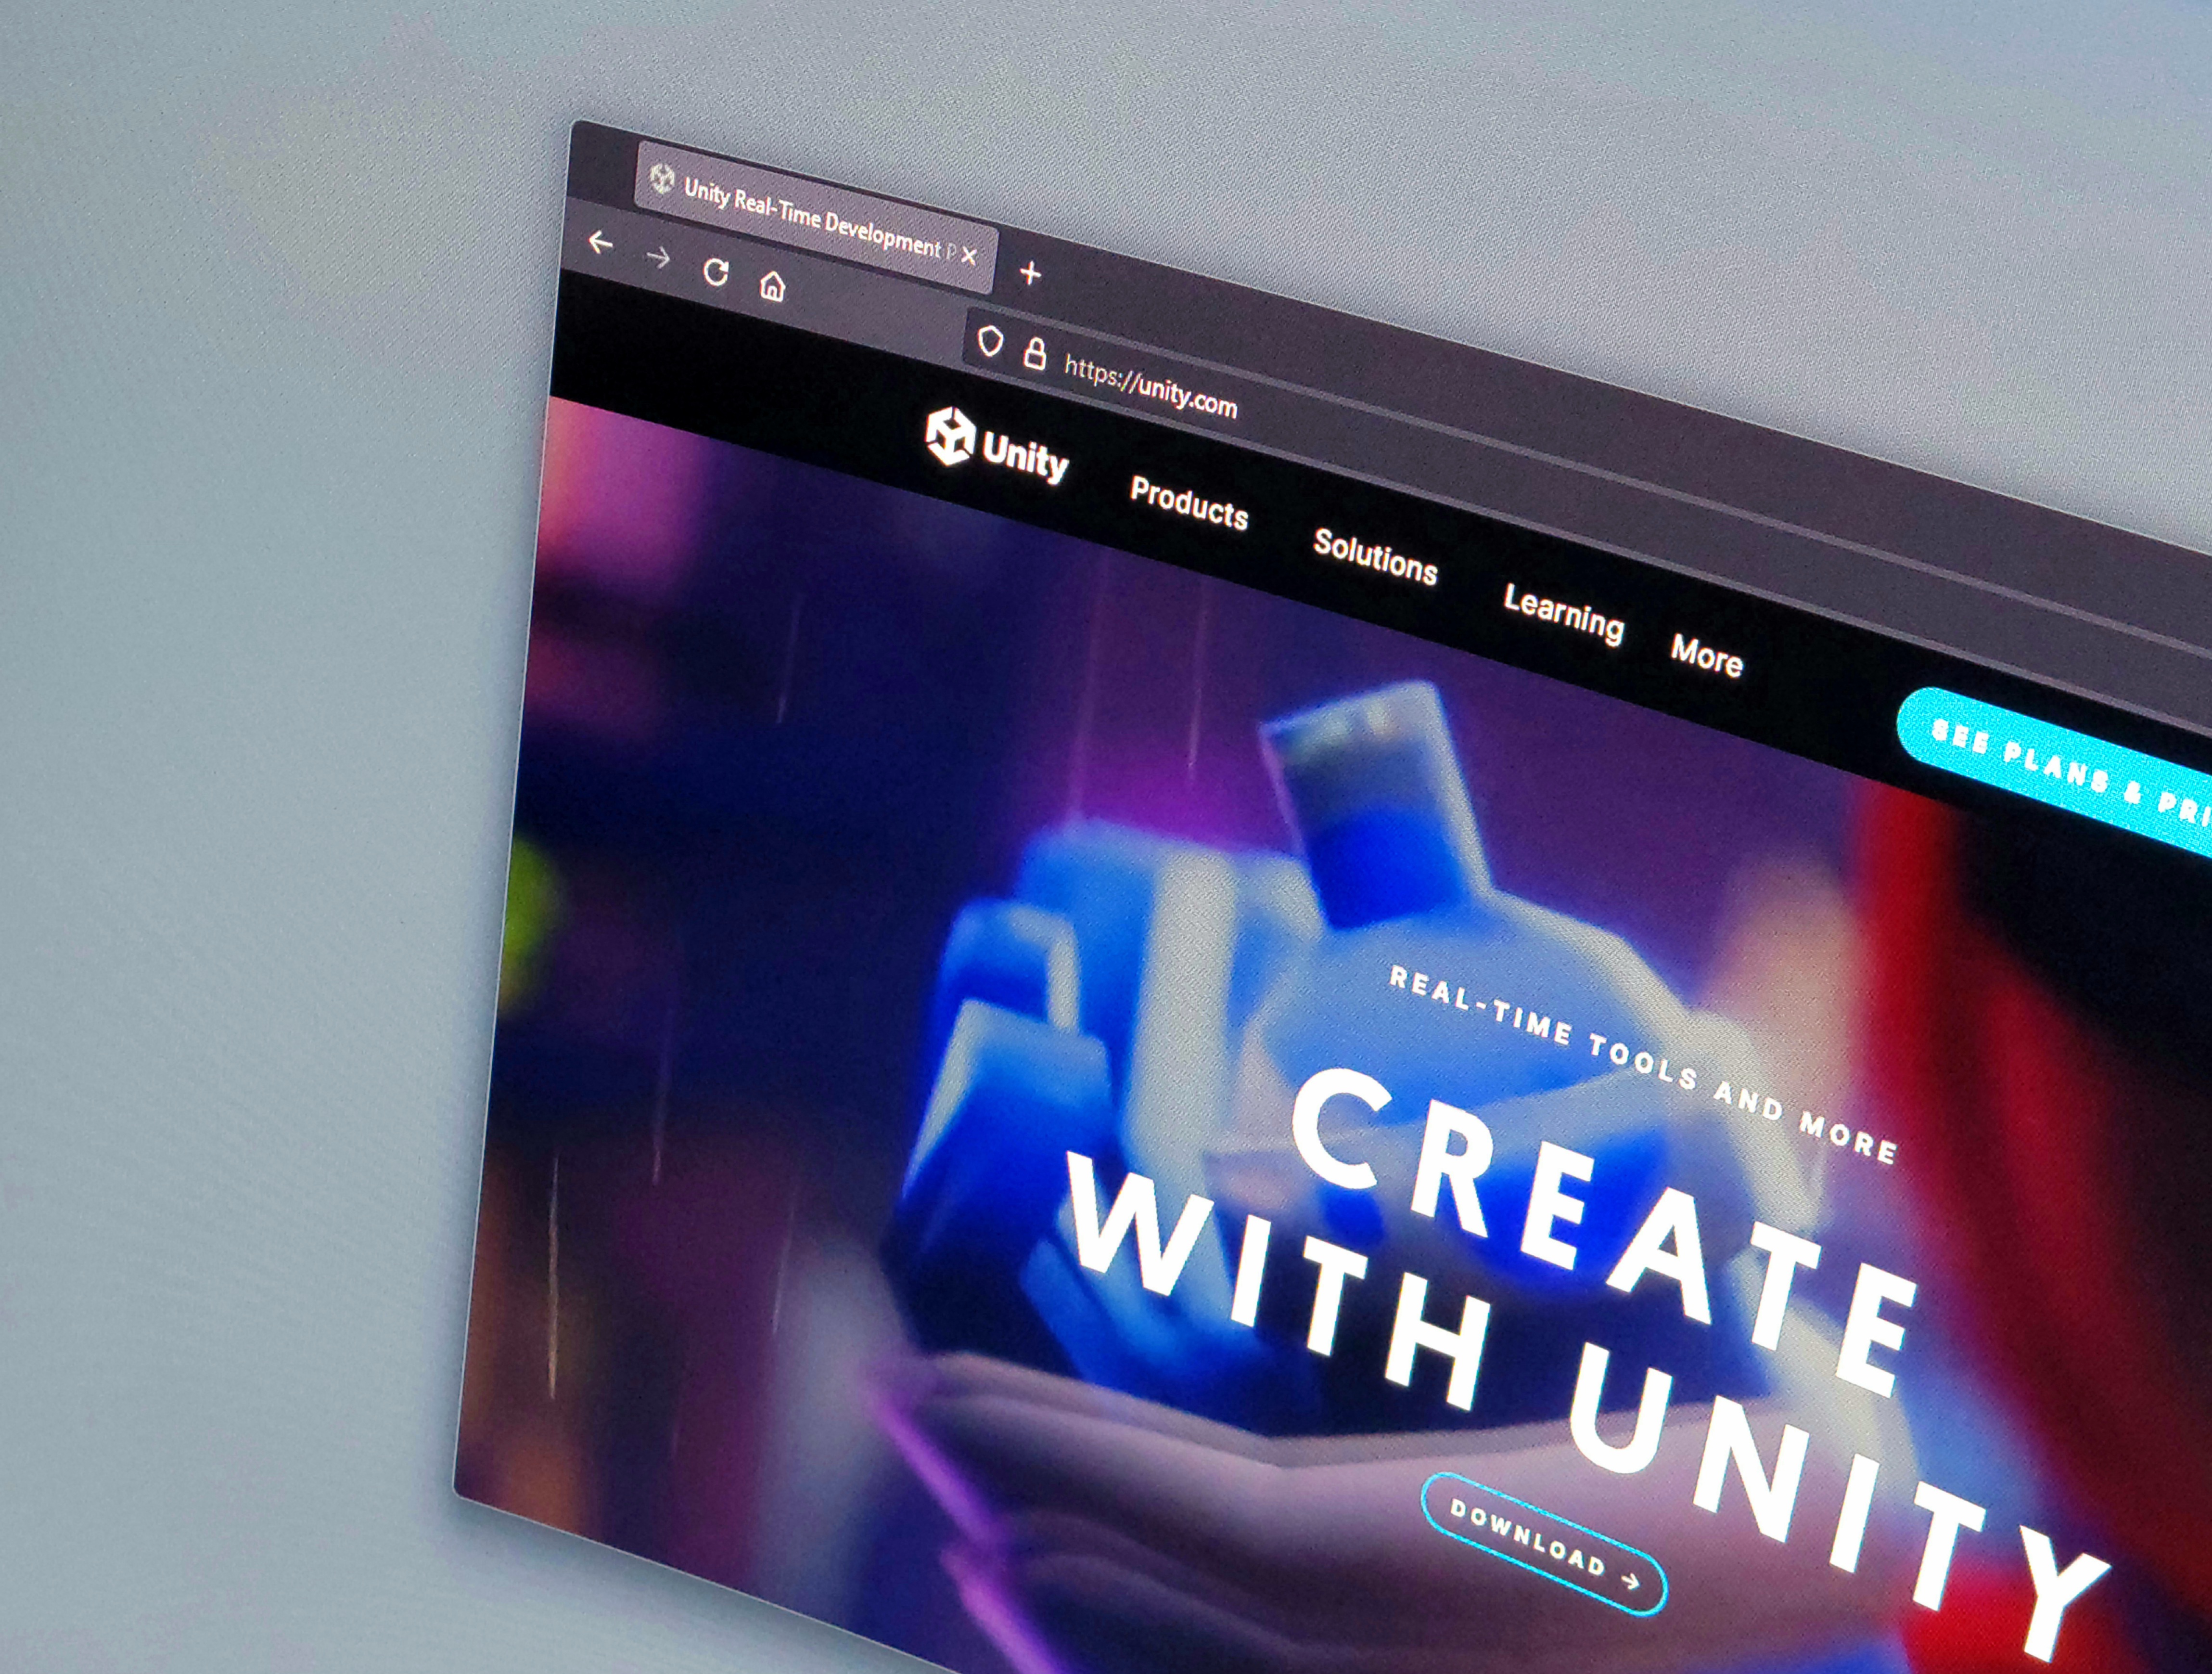 Unity Real-Time Development P
https://unity.com
Unity
Products
Solutions
Learning
More
SEE PLANS & PRI
REAL-TIME TOOLS AND MORE
CREATE
WITH UNITY
DOWNLOAD →